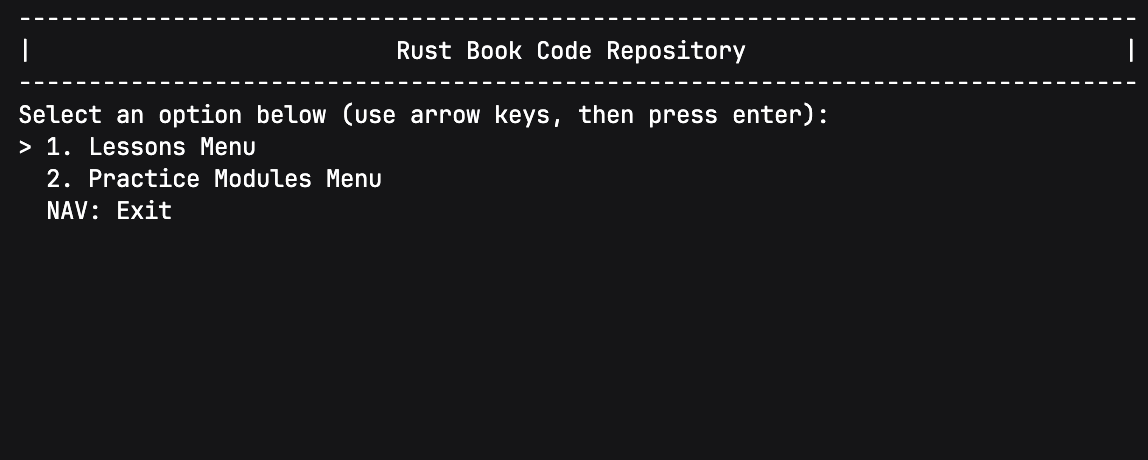 --------------------------------------------------------------------------------
|                          Rust Book Code Repository                           |
--------------------------------------------------------------------------------
Select an option below (use arrow keys, then press enter):
> 1. Lessons Menu
  2. Practice Modules Menu
  NAV: Exit